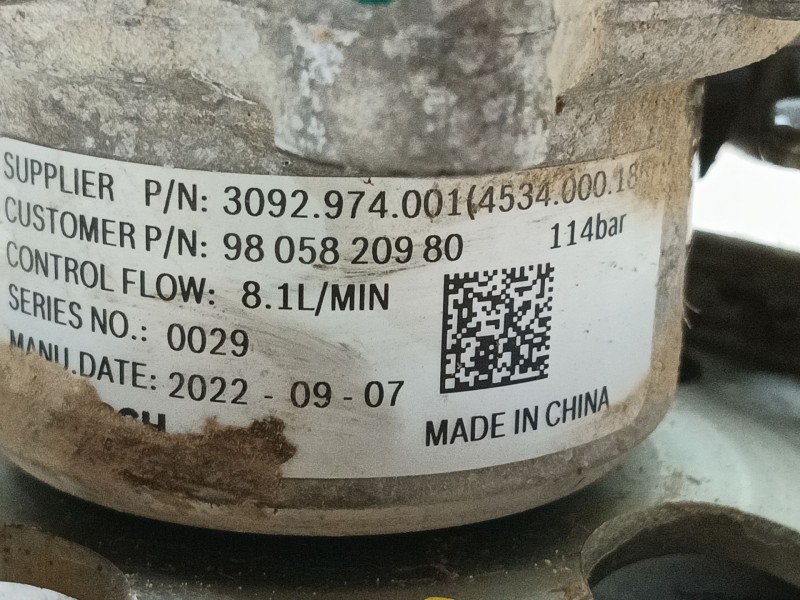 SUPPLIER P/N: 3092.974.001(4534.000.18
CUSTOMER P/N: 98 058 209 80
114bar
CONTROL FLOW: 8.1L/MIN
SERIES NO.: 0029
MANU.DATE: 2022 - 09 - 07
MADE IN CHINA